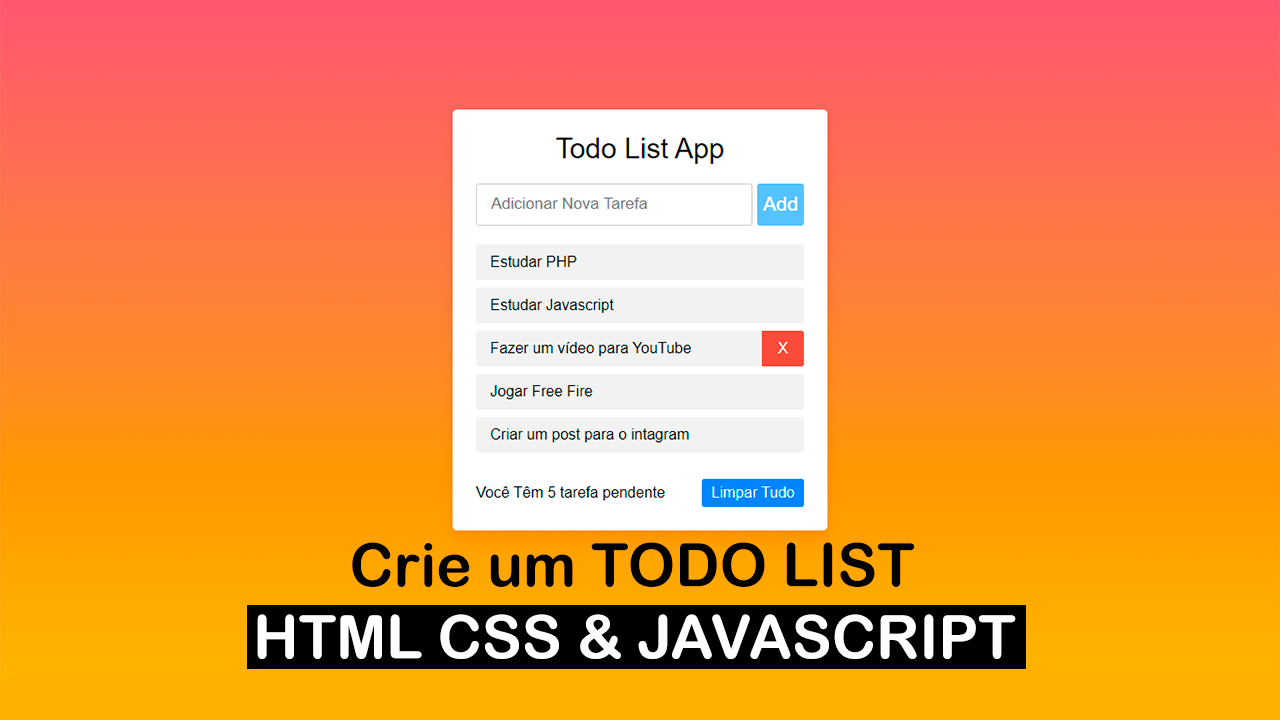 Todo List App
Adicionar Nova Tarefa Add
Estudar PHP
Estudar Javascript
Fazer um vídeo para YouTube X
Jogar Free Fire
Criar um post para o intagram
Você Têm 5 tarefa pendente Limpar Tudo
Crie um TODO LIST
HTML CSS & JAVASCRIPT